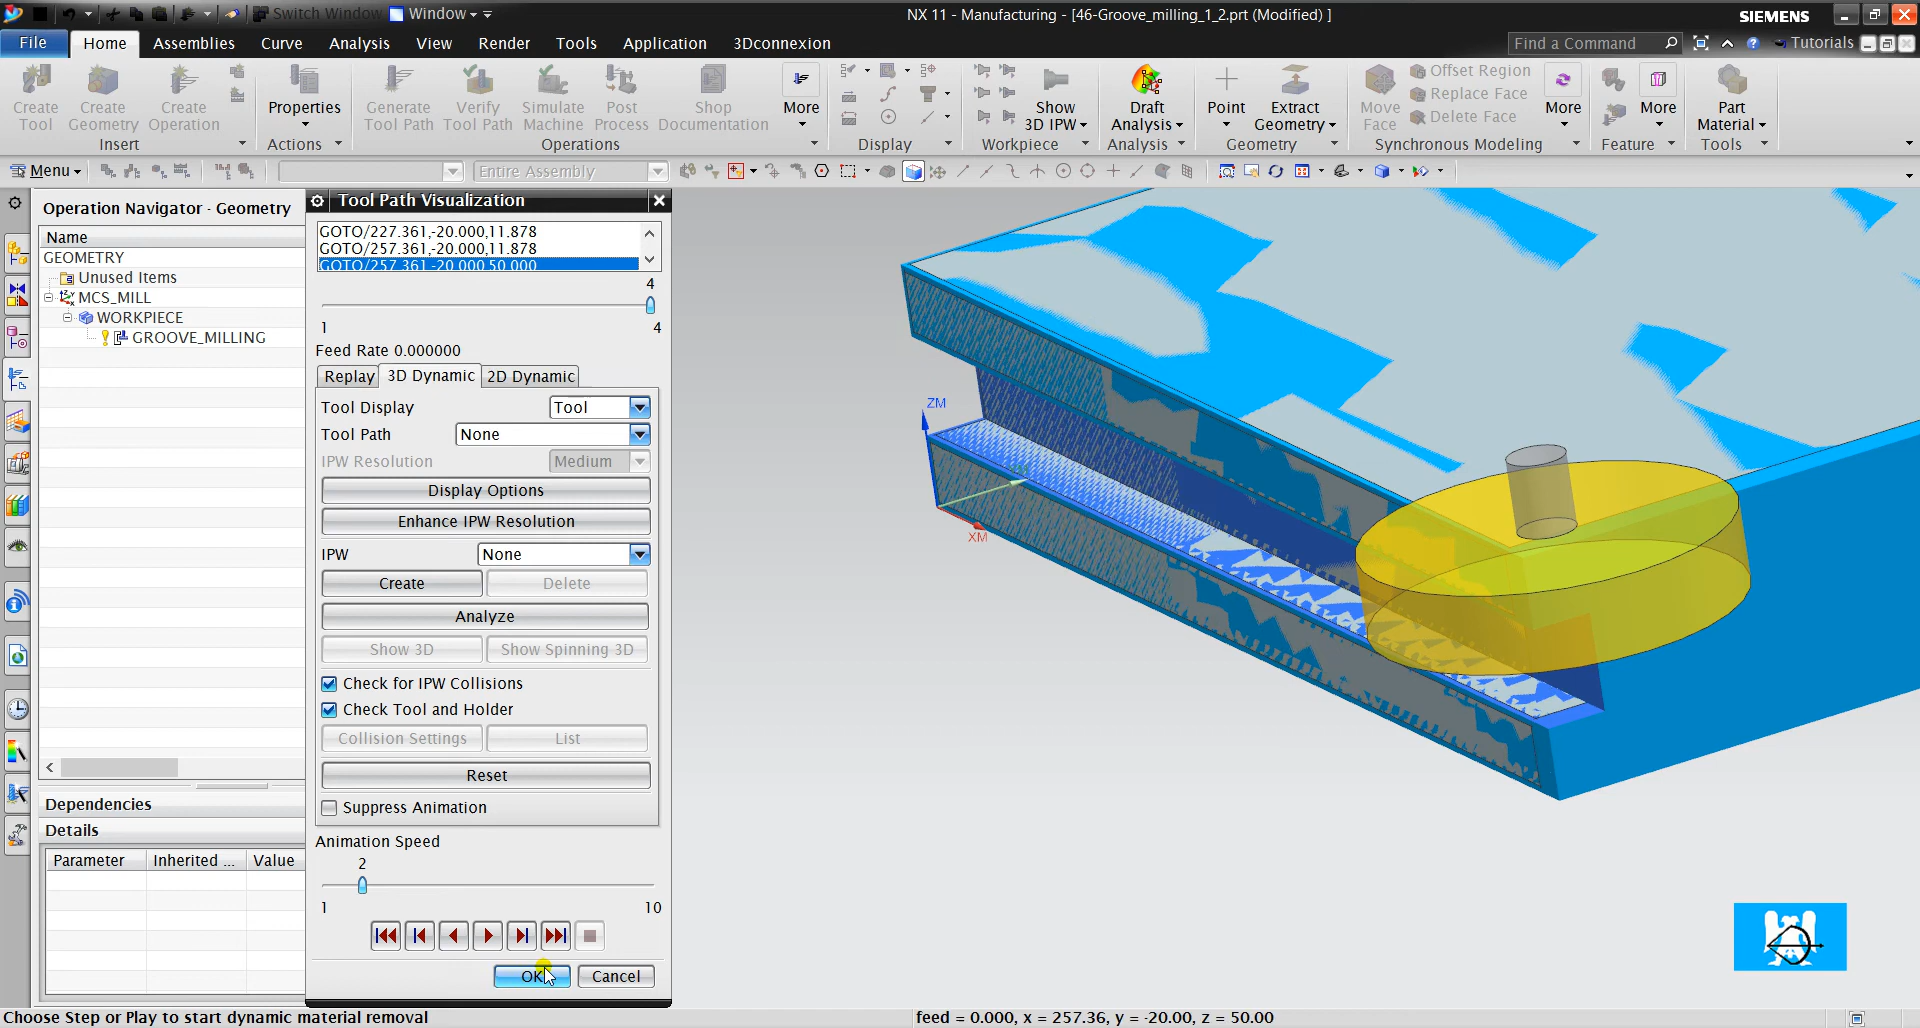 Switch Window Window
NX 11 - Manufacturing - [46-Groove_milling_1_2.prt (Modified) ]
SIEMENS
File Home Assemblies Curve Analysis View Render Tools Application 3Dconnexion
Find a Command
Tutorials
Create Tool
Create Geometry
Create Operation
Insert
Properties
Actions
Generate Tool Path
Verify Tool Path
Simulate Machine
Post Process
Shop Documentation
Operations
More
Display
Show 3D IPW
Workpiece
Draft Analysis
Analysis
Point
Extract Geometry
Geometry
Move Face
Offset Region
Replace Face
Delete Face
More
Synchronous Modeling
More
Feature
Part Material
Tools
Menu
Entire Assembly
Operation Navigator - Geometry
Name
GEOMETRY
Unused Items
MCS_MILL
WORKPIECE
GROOVE_MILLING
Dependencies
Details
Parameter Inherited ... Value
Tool Path Visualization
GOTO/227.361,-20.000,11.878
GOTO/257.361,-20.000,11.878
GOTO/257.361,-20.000,50.000
4
1 4
Feed Rate 0.000000
Replay 3D Dynamic 2D Dynamic
Tool Display Tool
Tool Path None
IPW Resolution Medium
Display Options
Enhance IPW Resolution
IPW None
Create Delete
Analyze
Show 3D Show Spinning 3D
Check for IPW Collisions
Check Tool and Holder
Collision Settings List
Reset
Suppress Animation
Animation Speed
2
1 10
OK Cancel
ZM
XM
Choose Step or Play to start dynamic material removal
feed = 0.000, x = 257.36, y = -20.00, z = 50.00